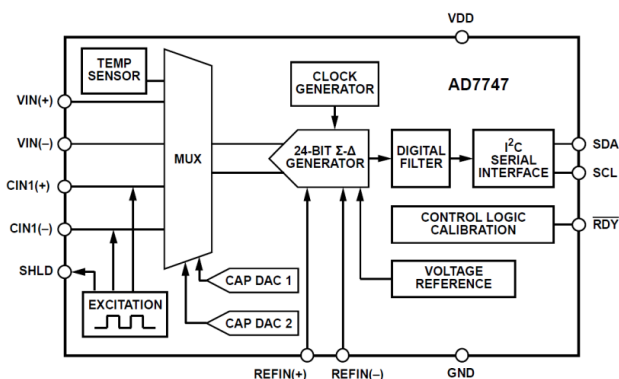 VDD
TEMP
SENSOR
CLOCK
GENERATOR
AD7747
VIN(+)
VIN(–)
MUX
24-BIT Σ-Δ
GENERATOR
DIGITAL
FILTER
I²C
SERIAL
INTERFACE
SDA
SCL
CIN1(+)
CIN1(–)
CONTROL LOGIC
CALIBRATION
RDY
SHLD
VOLTAGE
REFERENCE
EXCITATION
CAP DAC 1
CAP DAC 2
REFIN(+)
REFIN(–)
GND